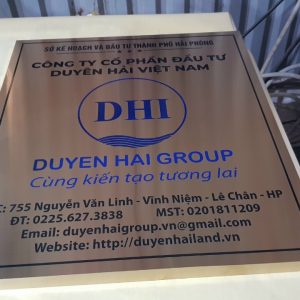 SỞ KẾ HOẠCH VÀ ĐẦU TƯ THÀNH PHỐ HẢI PHÒNG
CÔNG TY CỔ PHẦN ĐẦU TƯ
DUYÊN HẢI VIỆT NAM
DHI
DUYEN HAI GROUP
Cùng kiến tạo tương lai
C: 755 Nguyễn Văn Linh - Vĩnh Niệm - Lê Chân - HP
ĐT: 0225.627.3838 MST: 0201811209
Email: duyenhaigroup.vn@gmail.com
Website: http://duyenhailand.vn